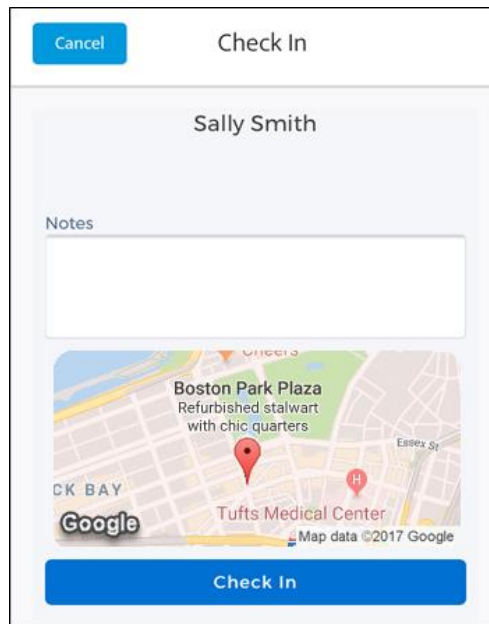 Cancel
Check In
Sally Smith
Notes
Cheers
Boston Park Plaza
Refurbished stalwart
with chic quarters
Essex St
H
CK BAY
Tufts Medical Center
Google
Map data ©2017 Google
Check In